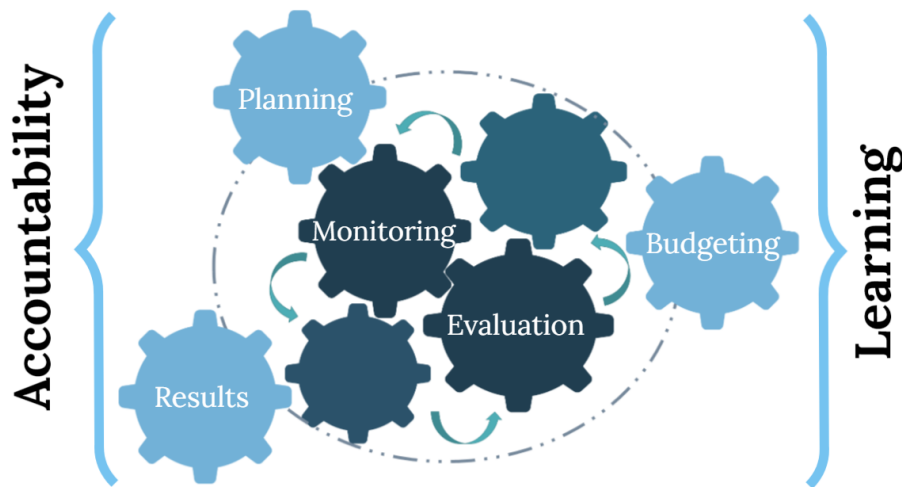 Accountability
Planning
Monitoring
Budgeting
Evaluation
Results
Learning